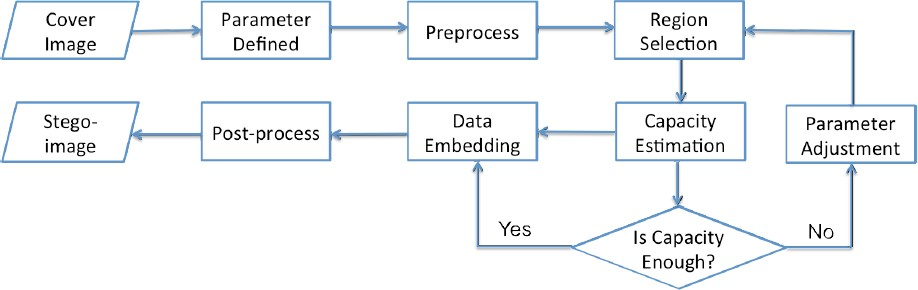 Cover
Image
Parameter
Defined
Preprocess
Region
Selection
Stego-
image
Post-process
Data
Embedding
Capacity
Estimation
Parameter
Adjustment
Yes
Is Capacity
Enough?
No